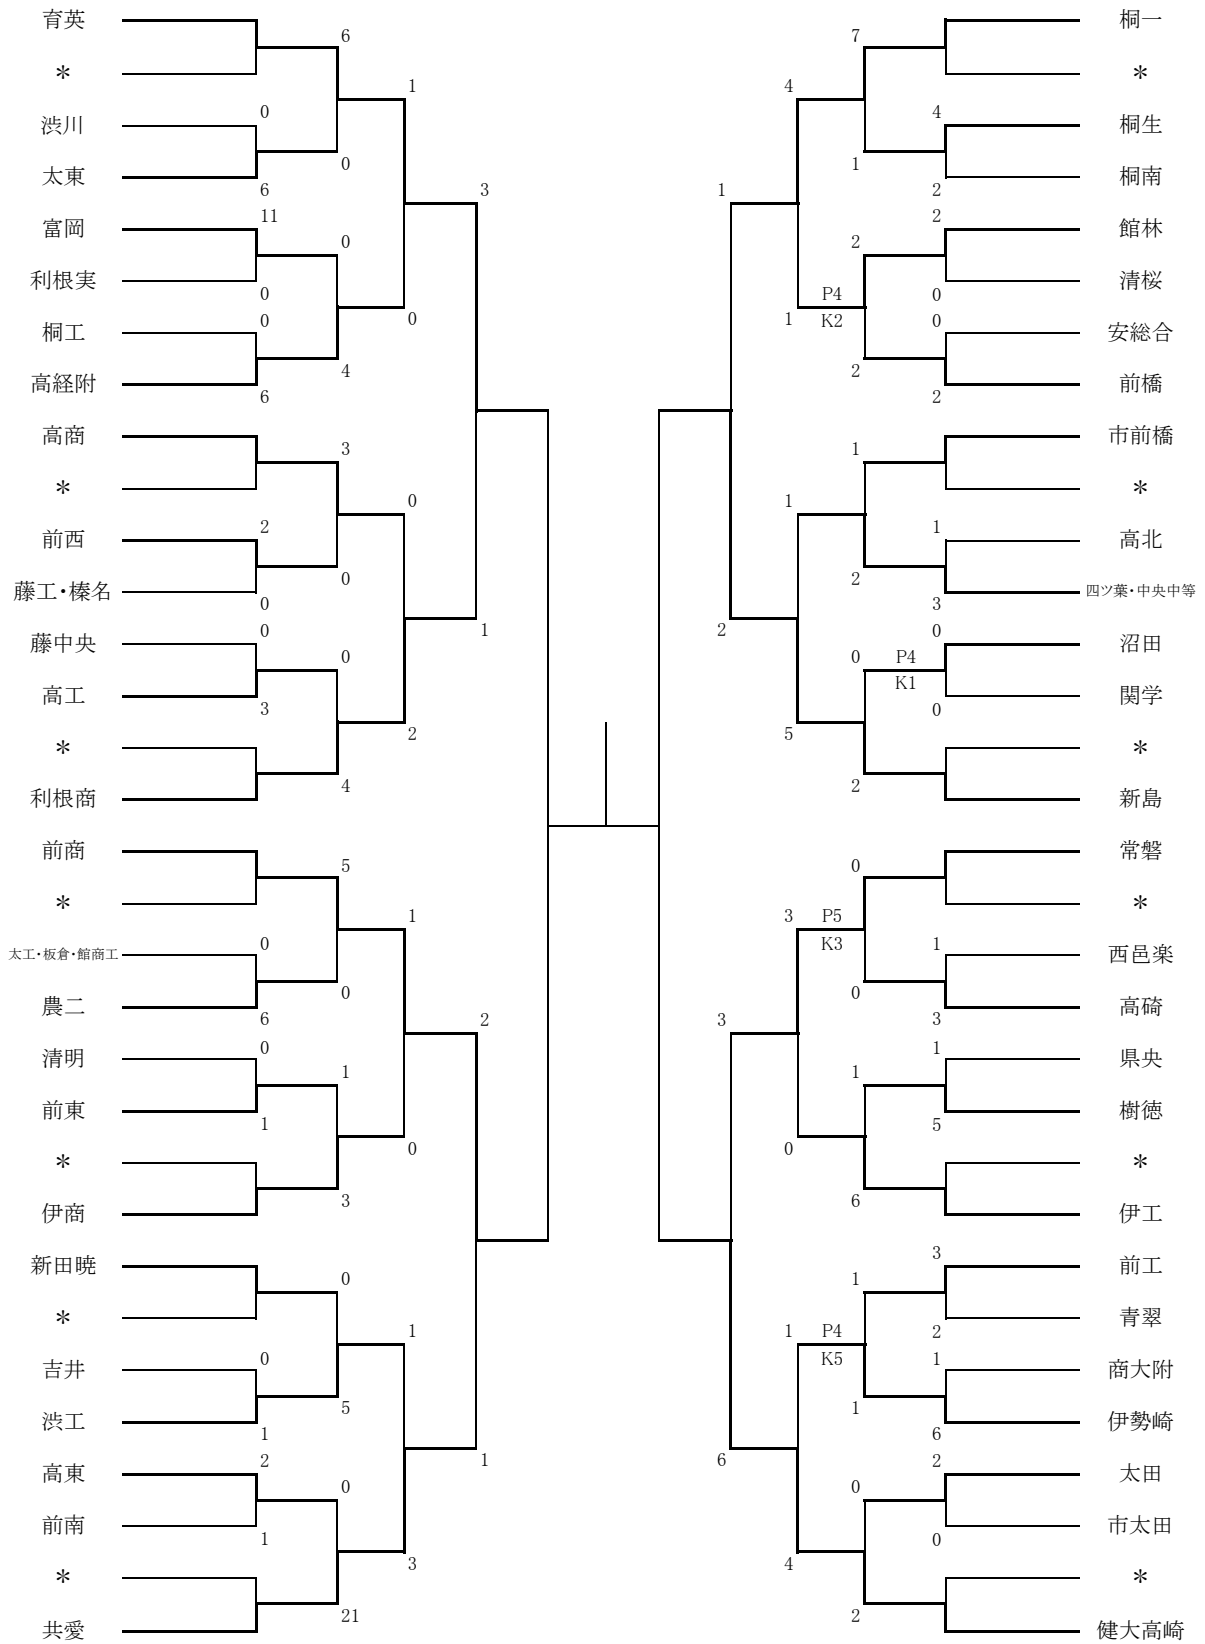 育英
6
*
1
渋川
0
0
太東
6
3
富岡
11
0
利根実
0
0
桐工
0
4
高経附
6
高商
3
*
0
前西
2
0
藤工・榛名
0
1
藤中央
0
0
高工
3
2
*
4
利根商
前商
5
*
1
太工・板倉・館商工
0
0
農二
6
2
清明
0
1
前東
1
0
*
3
伊商
新田暁
0
*
1
吉井
0
5
渋工
1
1
高東
2
0
前南
1
3
*
21
共愛
桐一
7
*
4
桐生
4
1
桐南
2
1
館林
2
2
清桜
0
P4
K2
1
安総合
0
2
前橋
2
市前橋
1
*
1
高北
1
2
四ツ葉・中央中等
3
2
沼田
0
P4
K1
0
関学
0
5
*
2
新島
常磐
0
*
P5
K3
3
西邑楽
1
0
高碕
3
3
県央
1
1
樹徳
5
0
*
6
伊工
前工
3
1
青翠
2
P4
K5
1
商大附
1
1
伊勢崎
6
6
太田
2
0
市太田
0
4
*
2
健大高崎